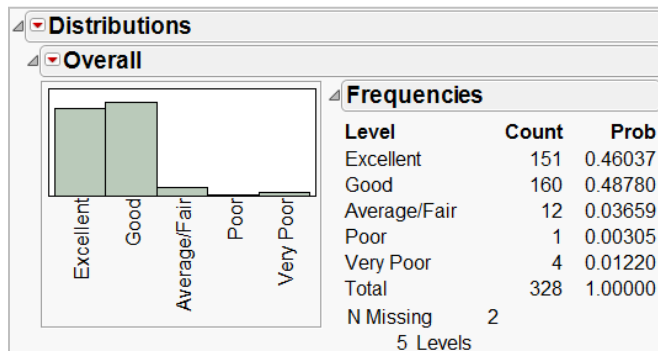 Distributions
Overall
Excellent
Good
Average/Fair
Poor
Very Poor
Frequencies
Level Count Prob
Excellent 151 0.46037
Good 160 0.48780
Average/Fair 12 0.03659
Poor 1 0.00305
Very Poor 4 0.01220
Total 328 1.00000
N Missing 2
5 Levels